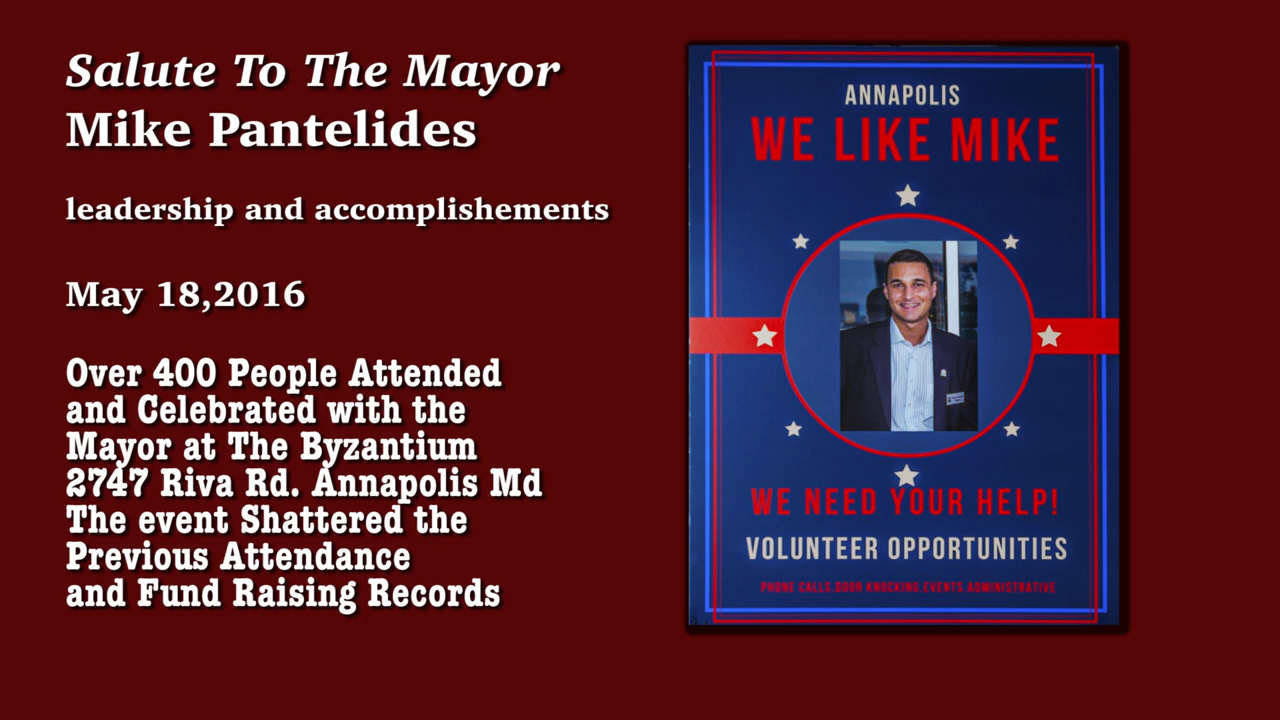 Salute To The Mayor
Mike Pantelides
leadership and accomplishements
May 18,2016
Over 400 People Attended
and Celebrated with the
Mayor at The Byzantium
2747 Riva Rd. Annapolis Md
The event Shattered the
Previous Attendance
and Fund Raising Records
ANNAPOLIS
WE LIKE MIKE
WE NEED YOUR HELP!
VOLUNTEER OPPORTUNITIES
PHONE CALLS,DOOR KNOCKING,EVENTS,ADMINISTRATIVE